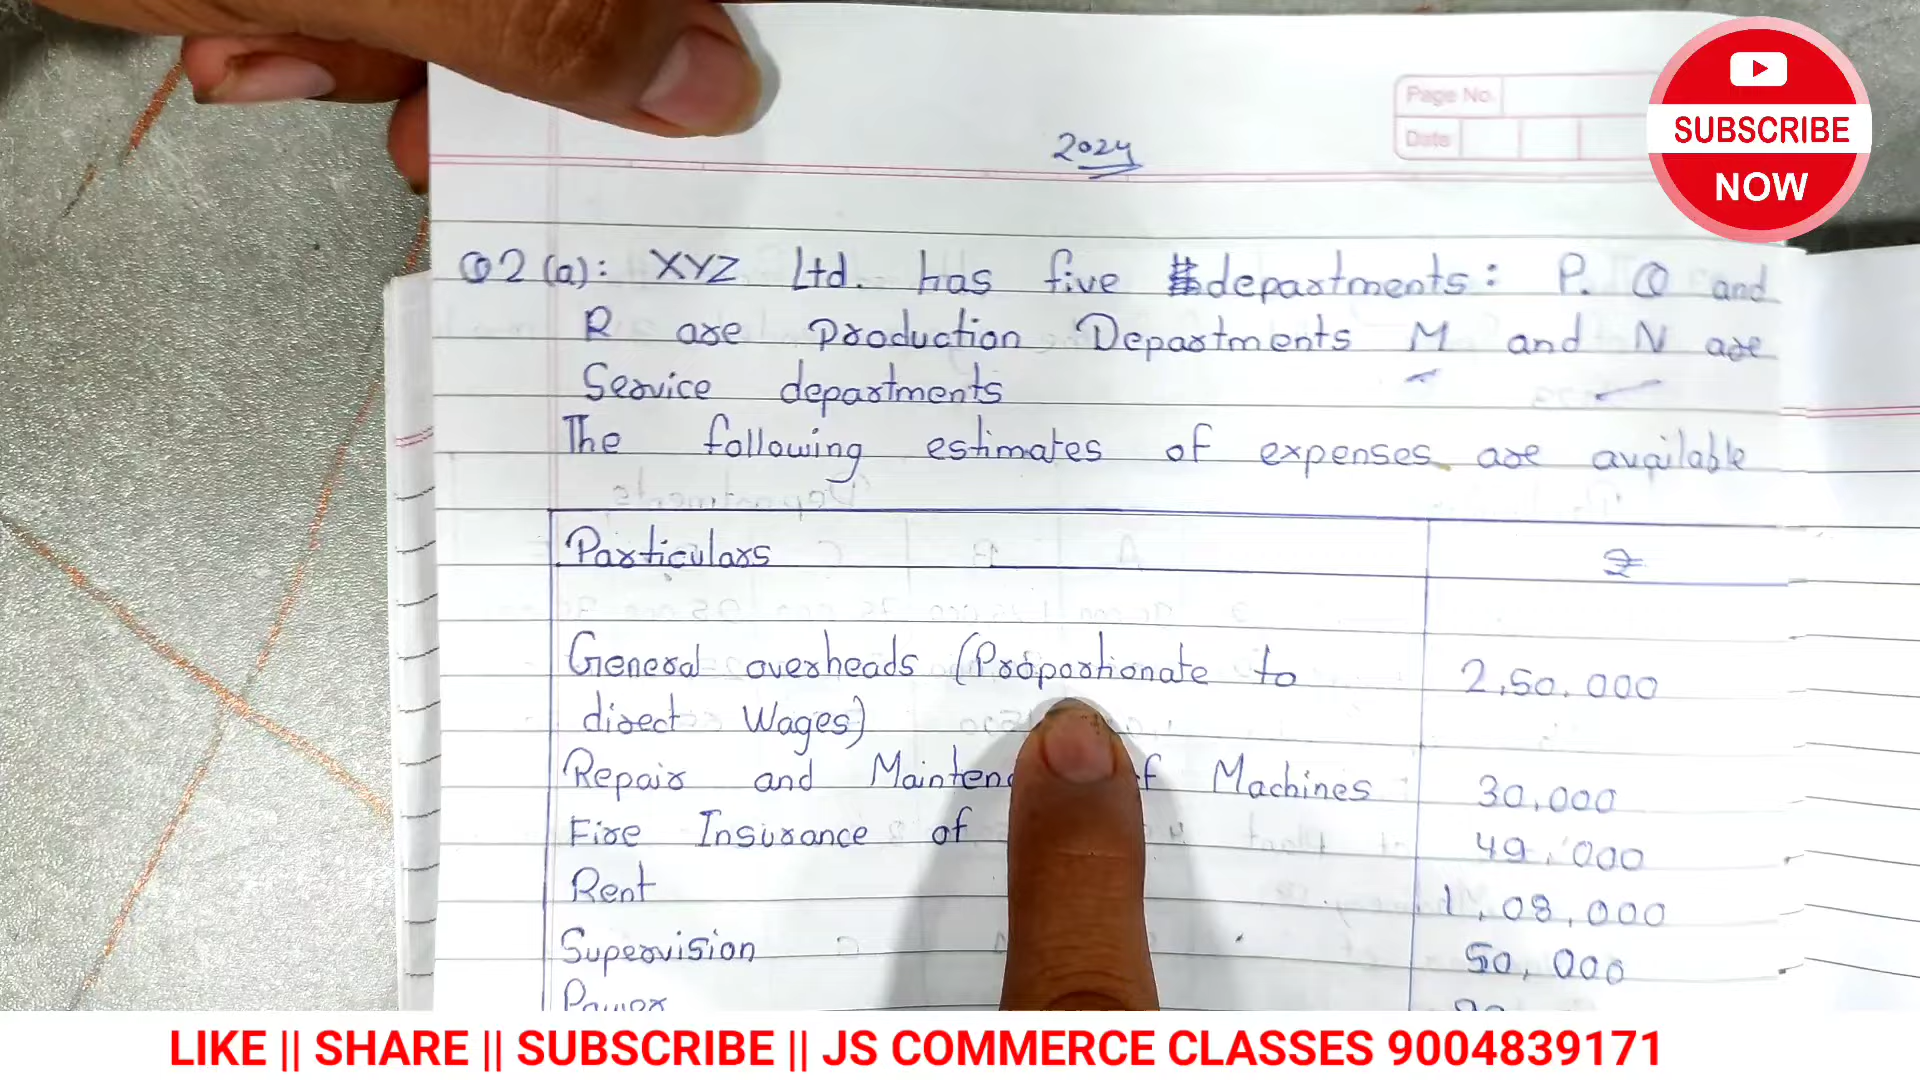 Page No.
Date
SUBSCRIBE
NOW
2024
Q2(a): XYZ Ltd. has five departments: P. Q and
R are Production Departments M and N are
Service departments
The following estimates of expenses are available
Particulars ₹
General overheads (Proportionate to 2,50,000
direct Wages)
Repair and of Machines 30,000
Fire Insurance of 49,000
Rent 1,08,000
Supervision 50,000
Power
LIKE || SHARE || SUBSCRIBE || JS COMMERCE CLASSES 9004839171